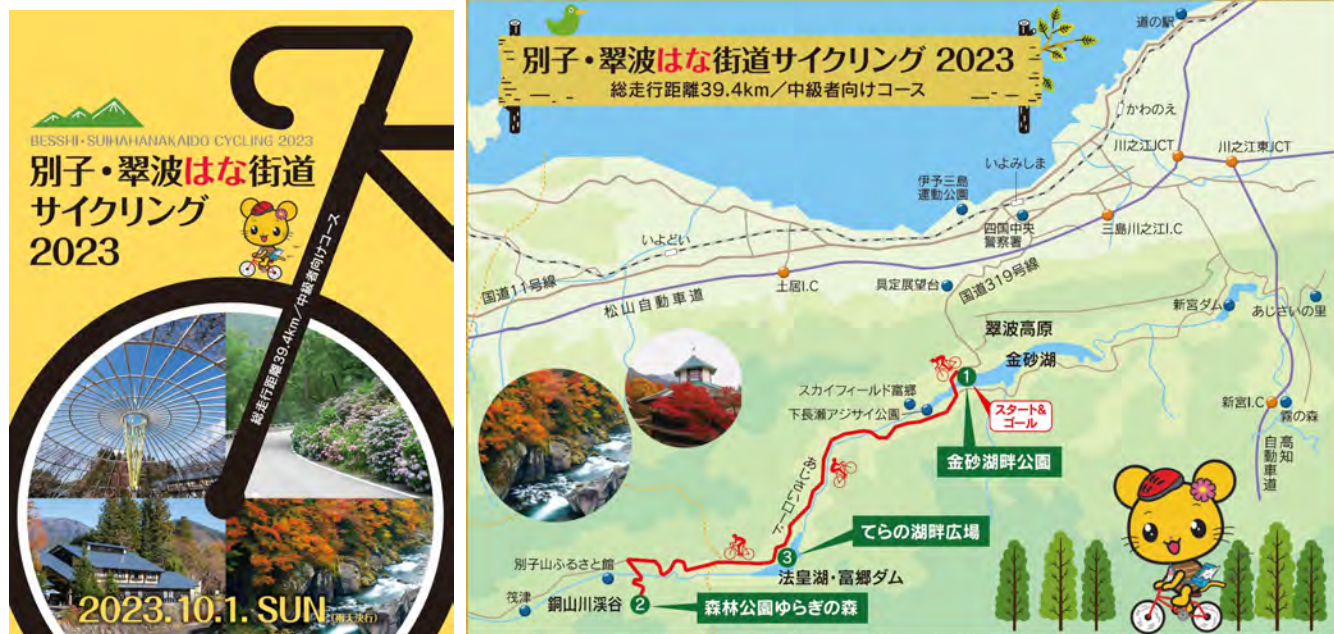 BESSHI・SUIHAHANAKAIDO CYCLING 2023
別子・翠波はな街道
サイクリング
2023
総走行距離39.4km/中級者向けコース
2023.10.1. SUN(雨天決行)
別子・翠波はな街道サイクリング 2023
総走行距離39.4km/中級者向けコース
道の駅
かわのえ
川之江JCT
川之江東JCT
いよみしま
伊予三島
運動公園
四国中央
警察署
三島川之江I.C
いよどい
国道11号線
松山自動車道
土居I.C
具定展望台
国道319号線
新宮ダム
あじさいの里
翠波高原
金砂湖
スカイフィールド富郷
下長瀬アジサイ公園
1
スタート&
ゴール
金砂湖畔公園
新宮I.C
霧の森
高知
自動車道
あじさいロード
てらの湖畔広場
3
法皇湖・富郷ダム
別子山ふるさと館
筏津
銅山川渓谷
2
森林公園ゆらぎの森